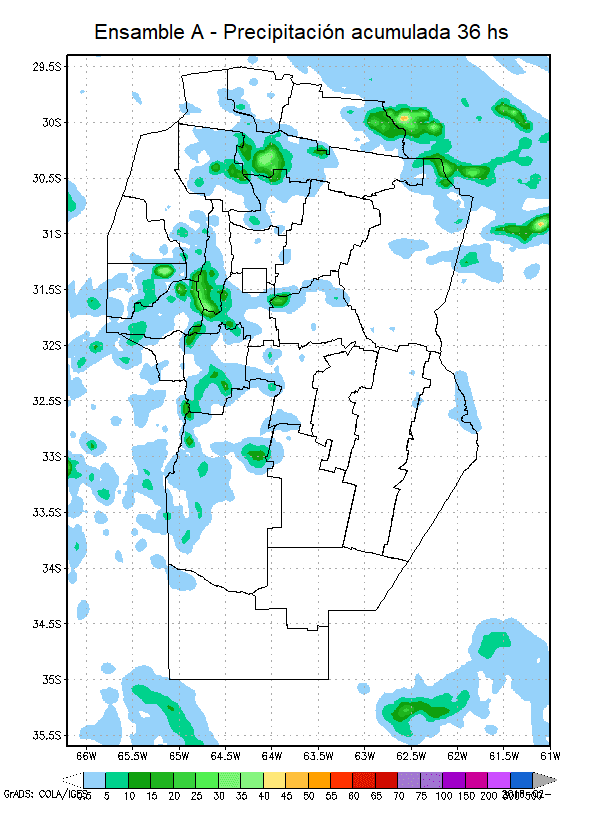 Ensamble A - Precipitación acumulada 36 hs
29.5S
30S
30.5S
31S
31.5S
32S
32.5S
33S
33.5S
34S
34.5S
35S
35.5S
66W 65.5W 65W 64.5W 64W 63.5W 63W 62.5W 62W 61.5W 61W
5 10 15 20 25 30 35 40 45 50 55 60 65 70 75 100 150 200
GrADS: COLA/IGES